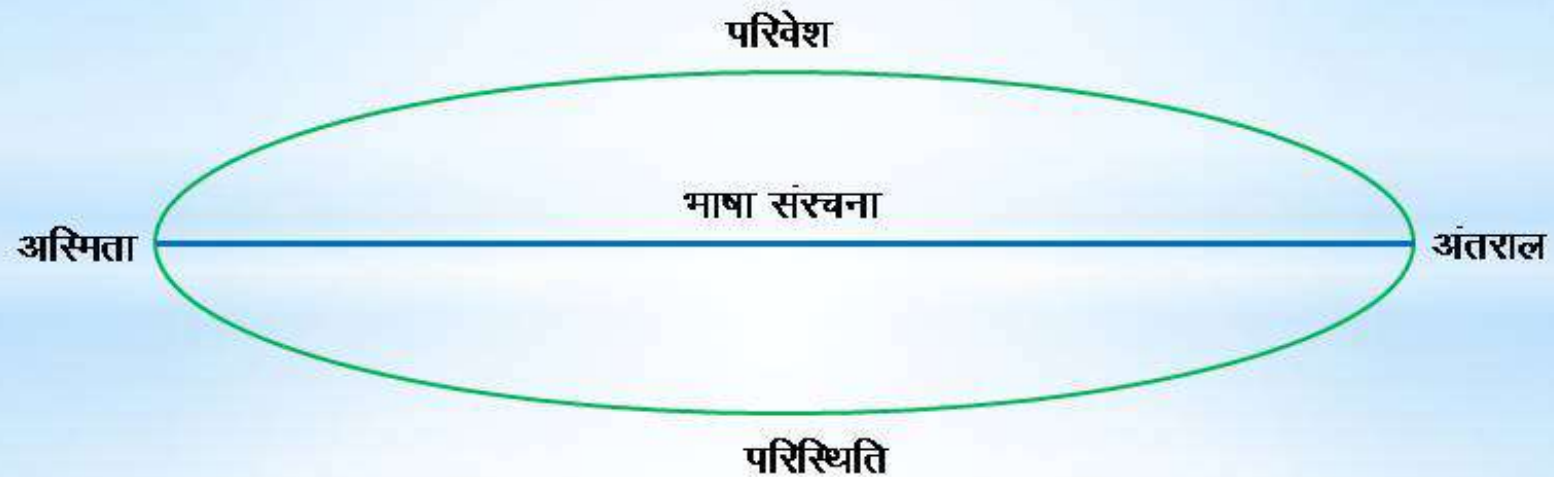 परिवेश
भाषा संरचना
अस्मिता
अंतराल
परिस्थिति